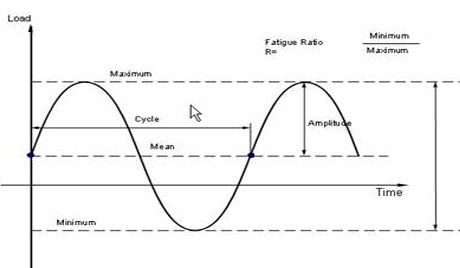 Load
Fatigue Ratio
R=
Minimum
Maximum
Maximum
Cycle
Amplitude
Mean
Time
Minimum